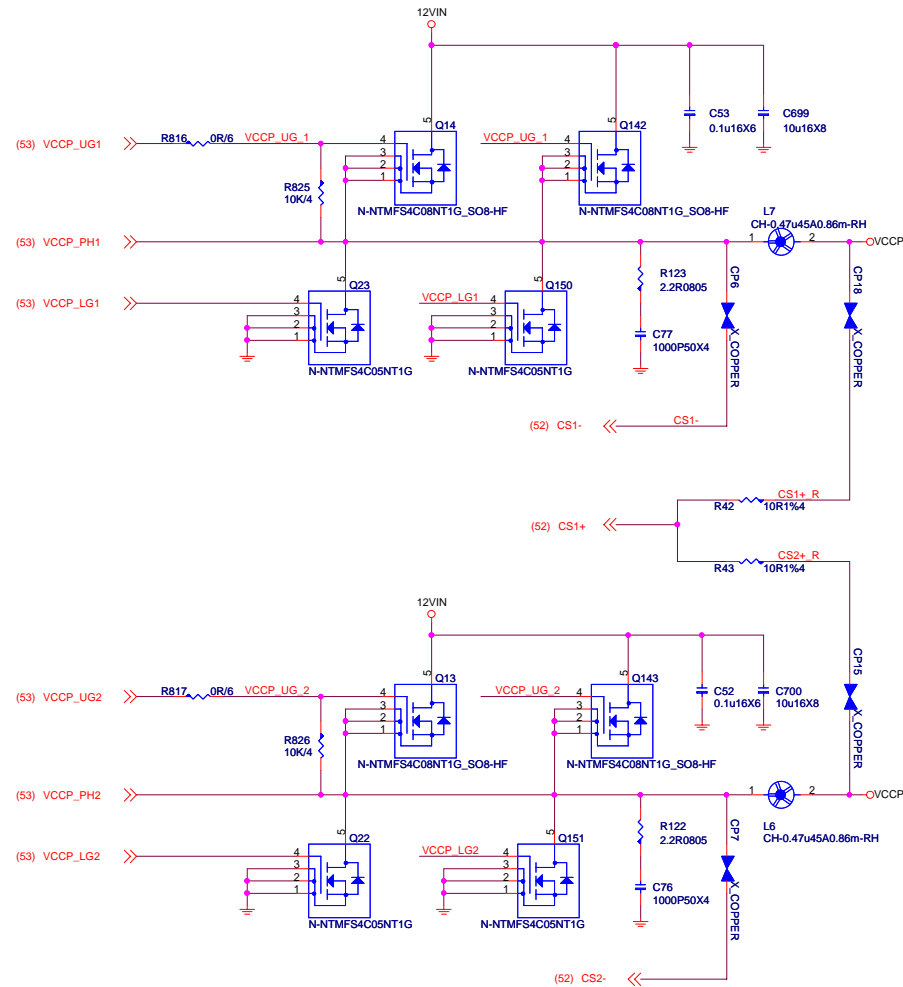 12VIN
C53
0.1u16X6
C699
10u16X8
(53) VCCP_UG1
R816
0R/6
VCCP_UG_1
4
3
2
1
5
Q14
N-NTMFS4C08NT1G_SO8-HF
VCCP_UG_1
4
3
2
1
5
Q142
N-NTMFS4C08NT1G_SO8-HF
R825
10K/4
(53) VCCP_PH1
L7
CH-0.47u45A0.86m-RH
1
2
VCCP
(53) VCCP_LG1
4
3
2
1
5
Q23
N-NTMFS4C05NT1G
VCCP_LG1
4
3
2
1
5
Q150
N-NTMFS4C05NT1G
R123
2.2R0805
C77
1000P50X4
CP6
X_COPPER
CP18
X_COPPER
(52) CS1-
CS1-
R42
10R1%4
CS1+_R
(52) CS1+
R43
10R1%4
CS2+_R
12VIN
C52
0.1u16X6
C700
10u16X8
CP15
X_COPPER
(53) VCCP_UG2
R817
0R/6
VCCP_UG_2
4
3
2
1
5
Q13
N-NTMFS4C08NT1G_SO8-HF
VCCP_UG_2
4
3
2
1
5
Q143
N-NTMFS4C08NT1G_SO8-HF
R826
10K/4
(53) VCCP_PH2
1
2
VCCP
L6
CH-0.47u45A0.86m-RH
(53) VCCP_LG2
4
3
2
1
5
Q22
N-NTMFS4C05NT1G
VCCP_LG2
4
3
2
1
5
Q151
N-NTMFS4C05NT1G
R122
2.2R0805
C76
1000P50X4
CP7
X_COPPER
(52) CS2-